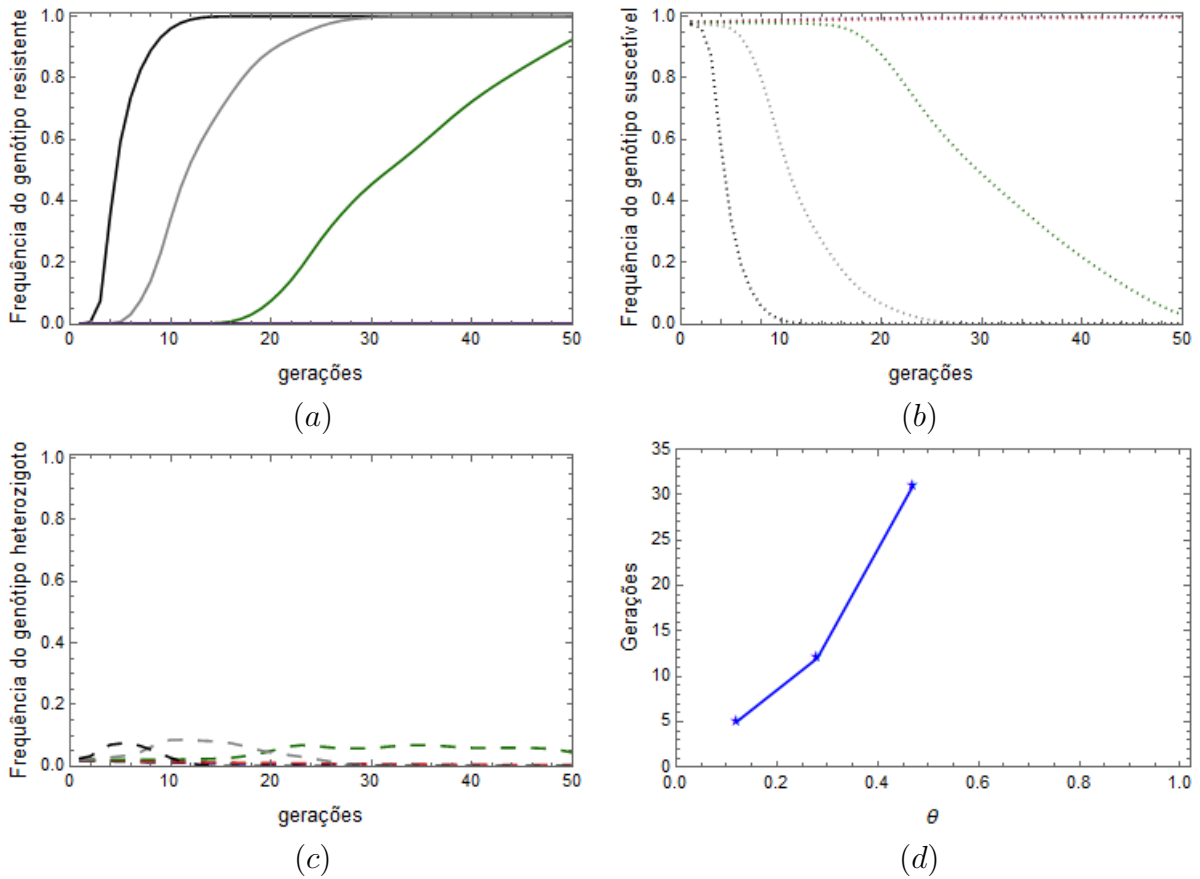 1.0
0.8
0.6
0.4
0.2
0.0
Frequência do genótipo resistente
0 10 20 30 40 50
gerações
(a)
1.0
0.8
0.6
0.4
0.2
0.0
Frequência do genótipo suscetível
0 10 20 30 40 50
gerações
(b)
1.0
0.8
0.6
0.4
0.2
0.0
Frequência do genótipo heterozigoto
0 10 20 30 40 50
gerações
(c)
35
30
25
20
15
10
5
0
Gerações
0.0 0.2 0.4 0.6 0.8 1.0
θ
(d)